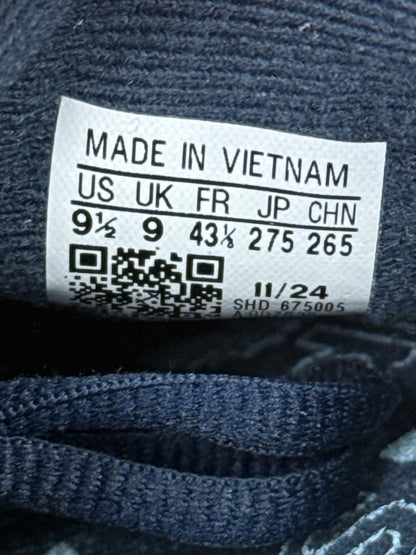 MADE IN VIETNAM
US UK FR JP CHN
9½ 9 43⅓ 275 265
11/24
SHD 675005